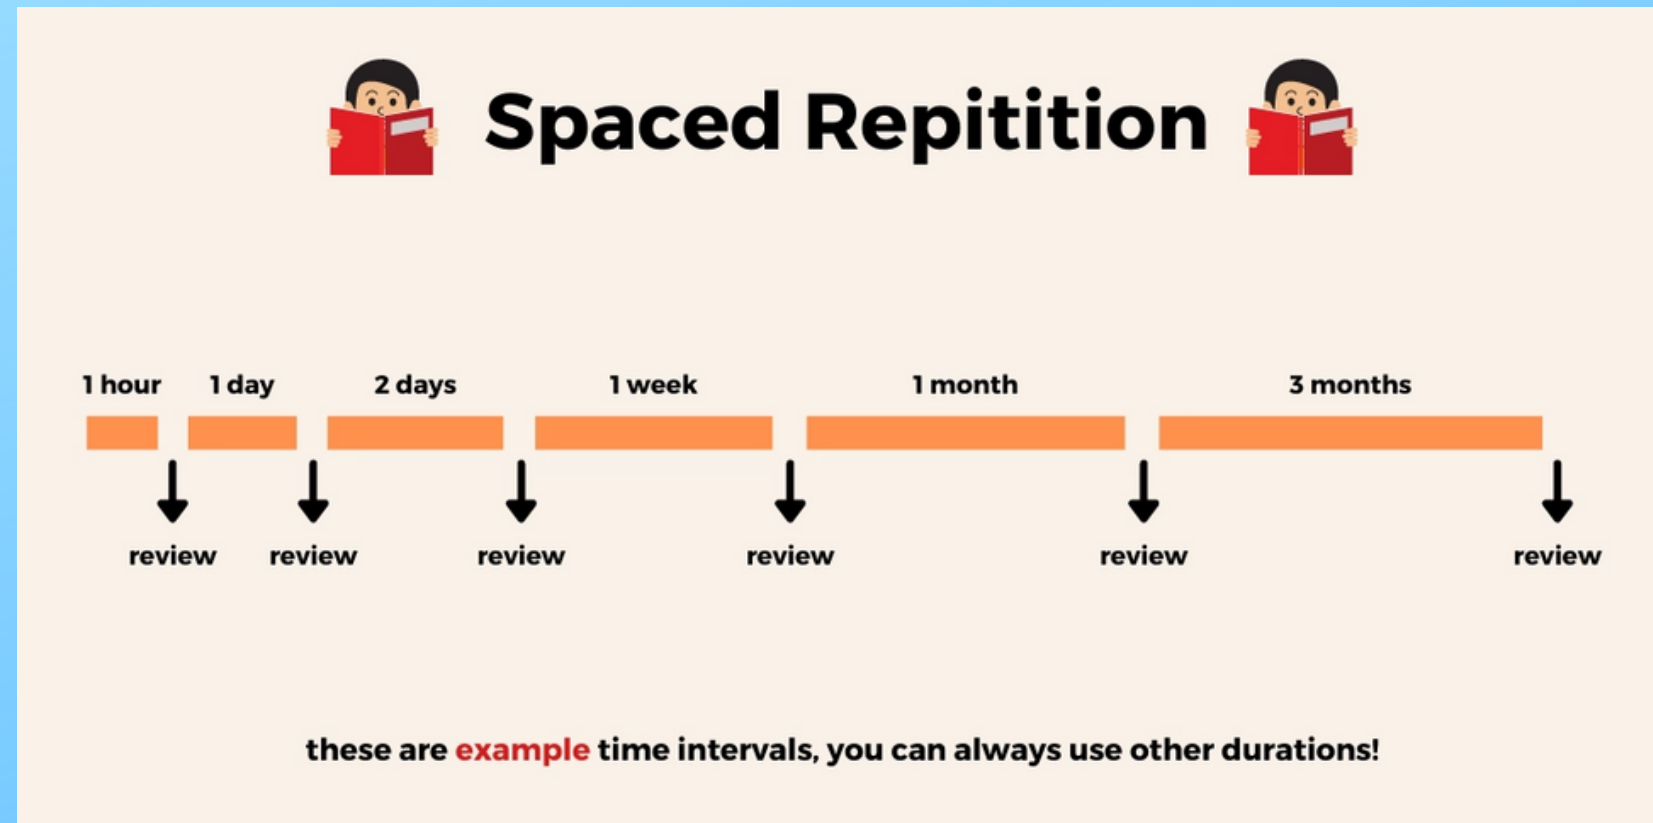 Spaced Repitition
1 hour 1 day 2 days 1 week 1 month 3 months
review review review review review review
these are example time intervals, you can always use other durations!